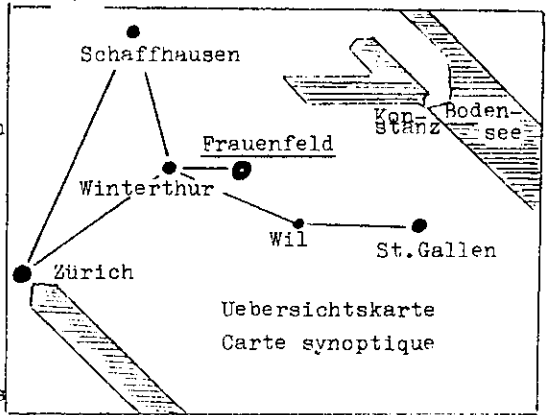 Schaffhausen
Kon-
stanz
Boden-
see
Frauenfeld
Winterthur
Wil
St.Gallen
Zürich
Uebersichtskarte
Carte synoptique